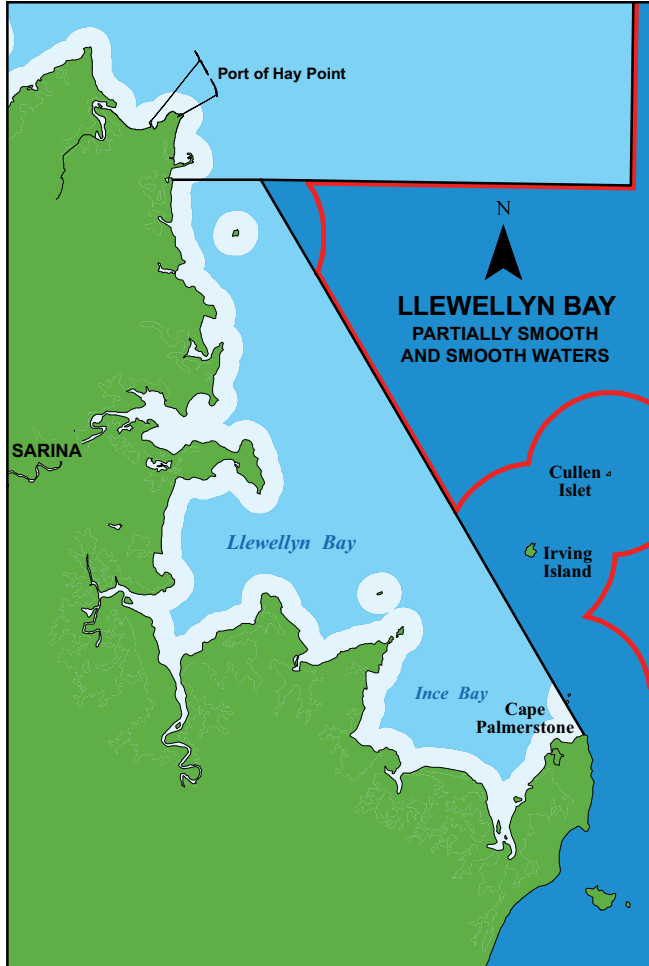 Port of Hay Point
N
LLEWELLYN BAY
PARTIALLY SMOOTH
AND SMOOTH WATERS
SARINA
Cullen
Islet
Llewellyn Bay
Irving
Island
Ince Bay
Cape
Palmerstone